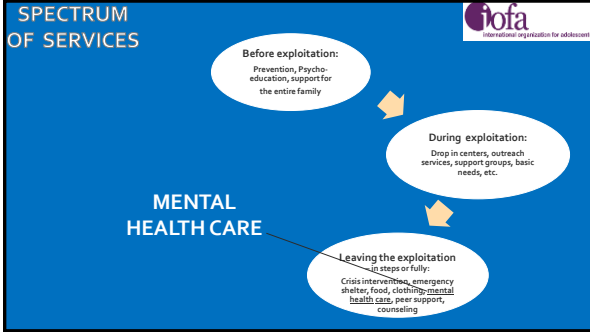 SPECTRUM
OF SERVICES
iofa
international organization for adolescent
Before exploitation:
Prevention, Psycho-
education, support for
the entire family
During exploitation:
Drop in centers, outreach
services, support groups, basic
needs, etc.
MENTAL
HEALTH CARE
Leaving the exploitation
– in steps or fully:
Crisis intervention, emergency
shelter, food, clothing, mental
health care, peer support,
counseling